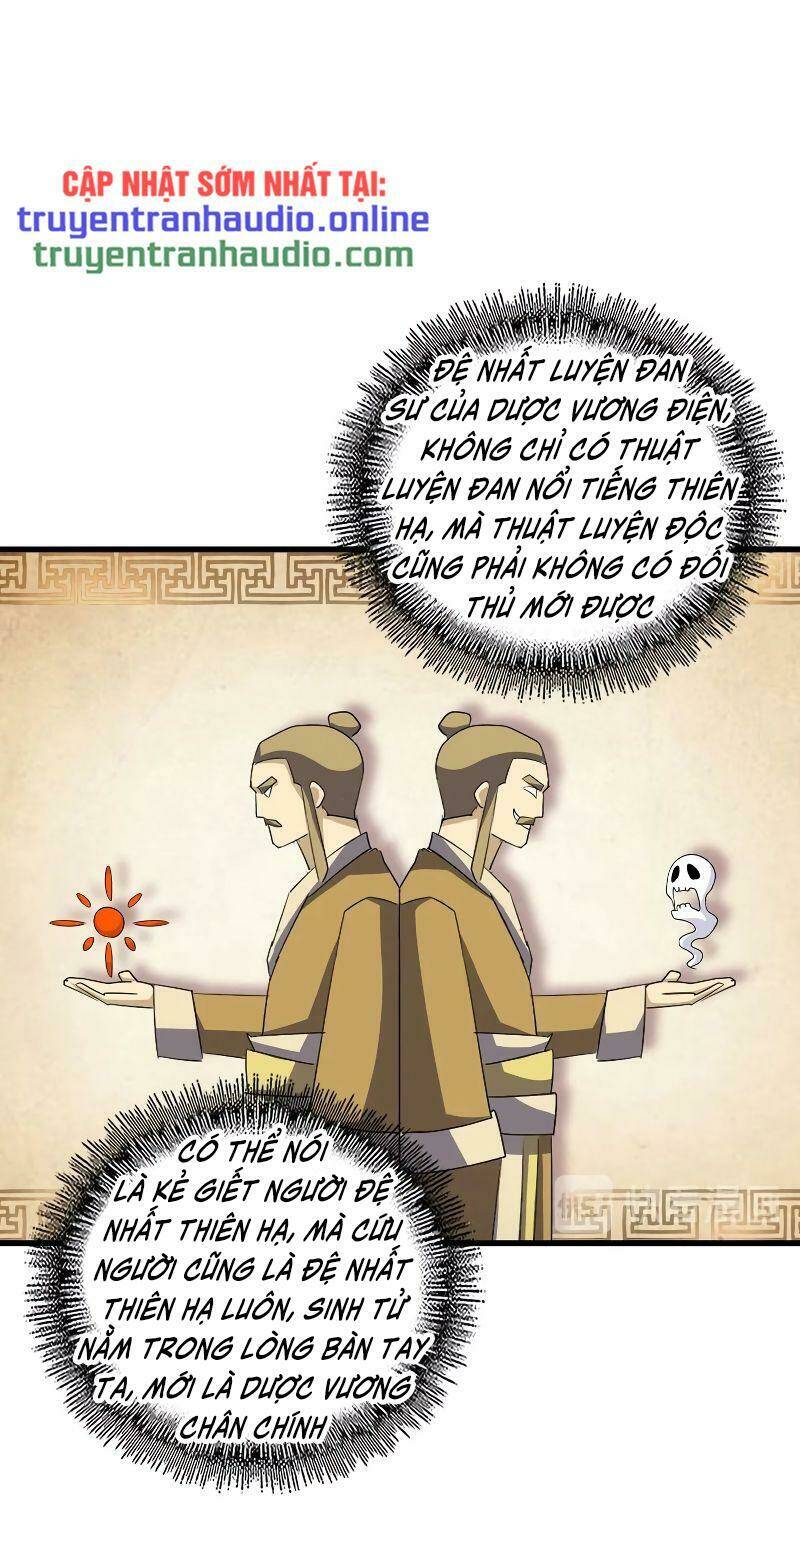 CẬP NHẬT SỚM NHẤT TẠI:
truyentranhaudio.online
truyentranhaudio.com
ĐỆ NHẤT LUYỆN ĐAN
SƯ CỦA DƯỢC VƯƠNG ĐIỆN,
KHÔNG CHỈ CÓ THUẬT
LUYỆN ĐAN NỔI TIẾNG THIÊN
HẠ, MÀ THUẬT LUYỆN ĐỘC
CŨNG PHẢI KHÔNG CÓ ĐỐI
THỦ MỚI ĐƯỢC
CÓ THỂ NÓI
LÀ KẺ GIẾT NGƯỜI ĐỆ
NHẤT THIÊN HẠ, MÀ CỨU
NGƯỜI CŨNG LÀ ĐỆ NHẤT
THIÊN HẠ LUÔN, SINH TỬ
NẰM TRONG LÒNG BÀN TAY
TA, MỚI LÀ DƯỢC VƯƠNG
CHÂN CHÍNH